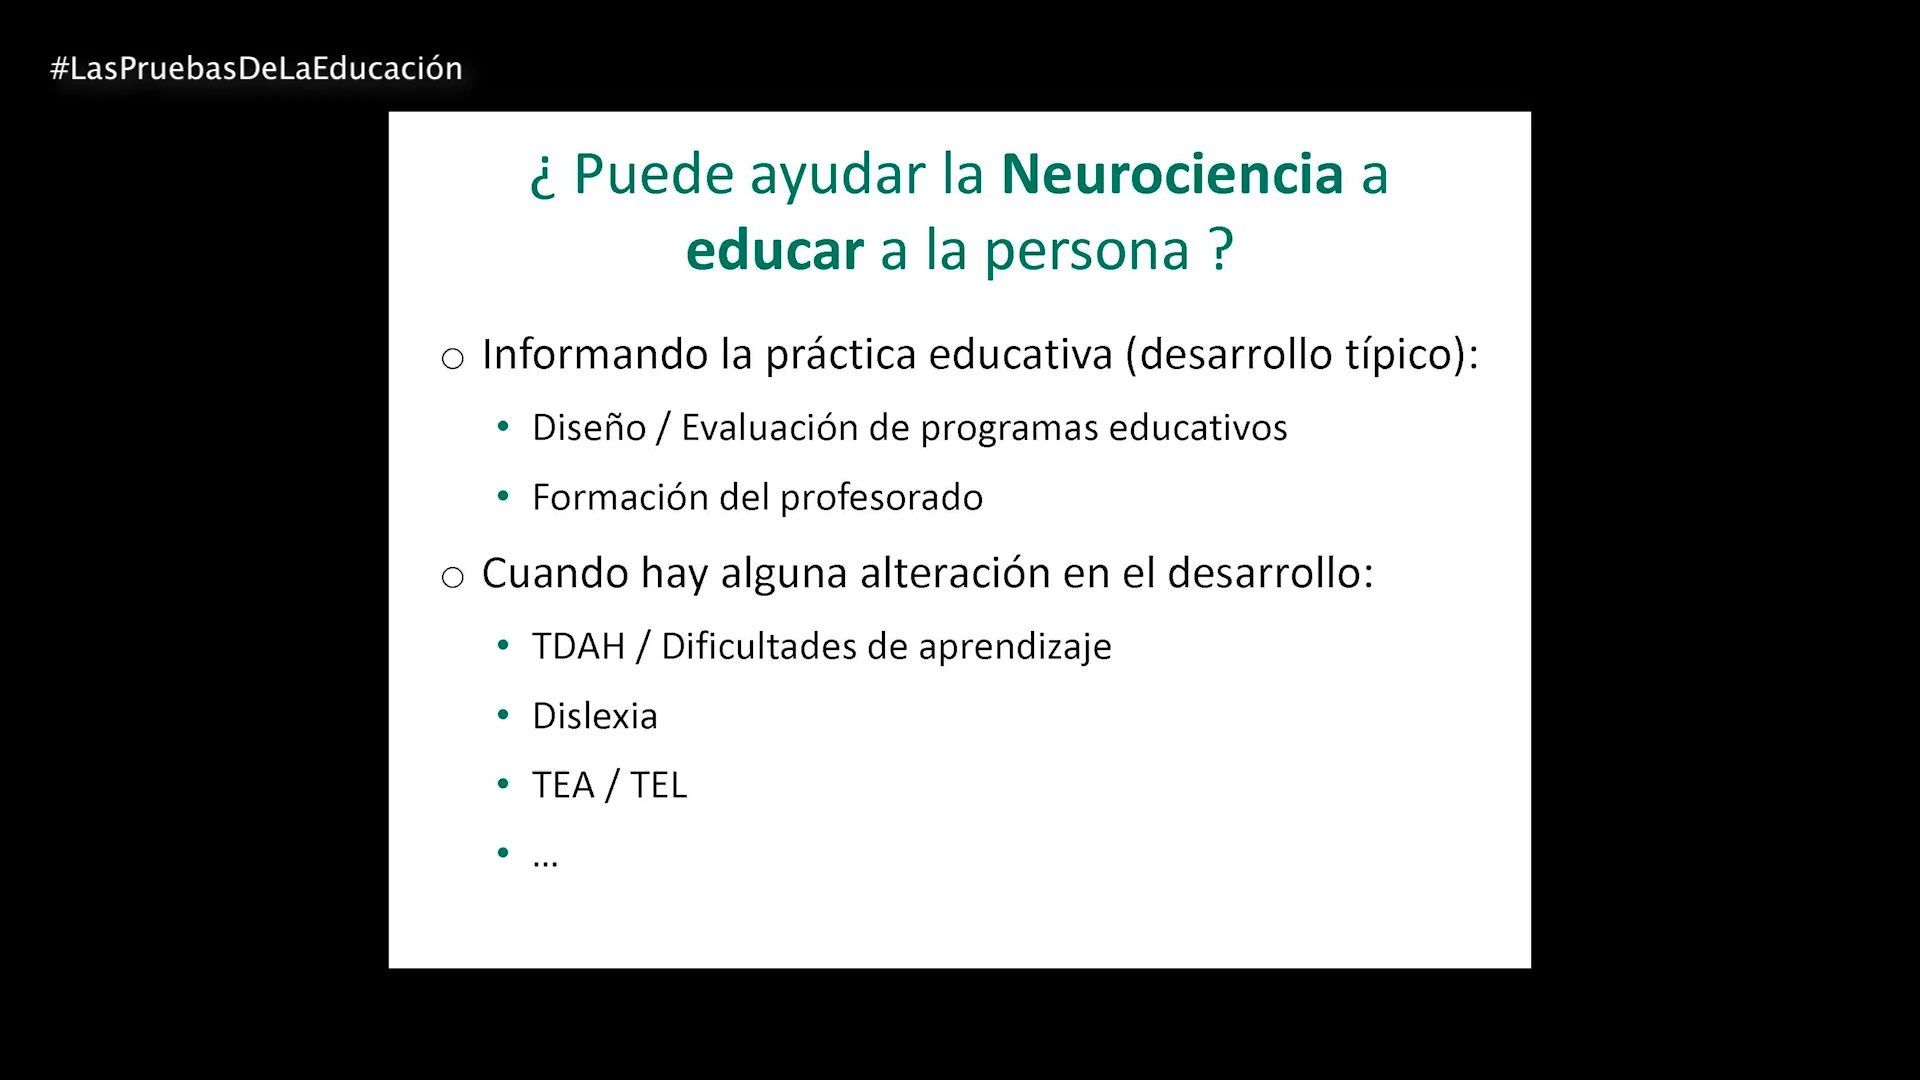 #LasPruebasDeLaEducación
¿ Puede ayudar la Neurociencia a
educar a la persona ?
o Informando la práctica educativa (desarrollo típico):
• Diseño / Evaluación de programas educativos
• Formación del profesorado
o Cuando hay alguna alteración en el desarrollo:
• TDAH / Dificultades de aprendizaje
• Dislexia
• TEA / TEL
• ...